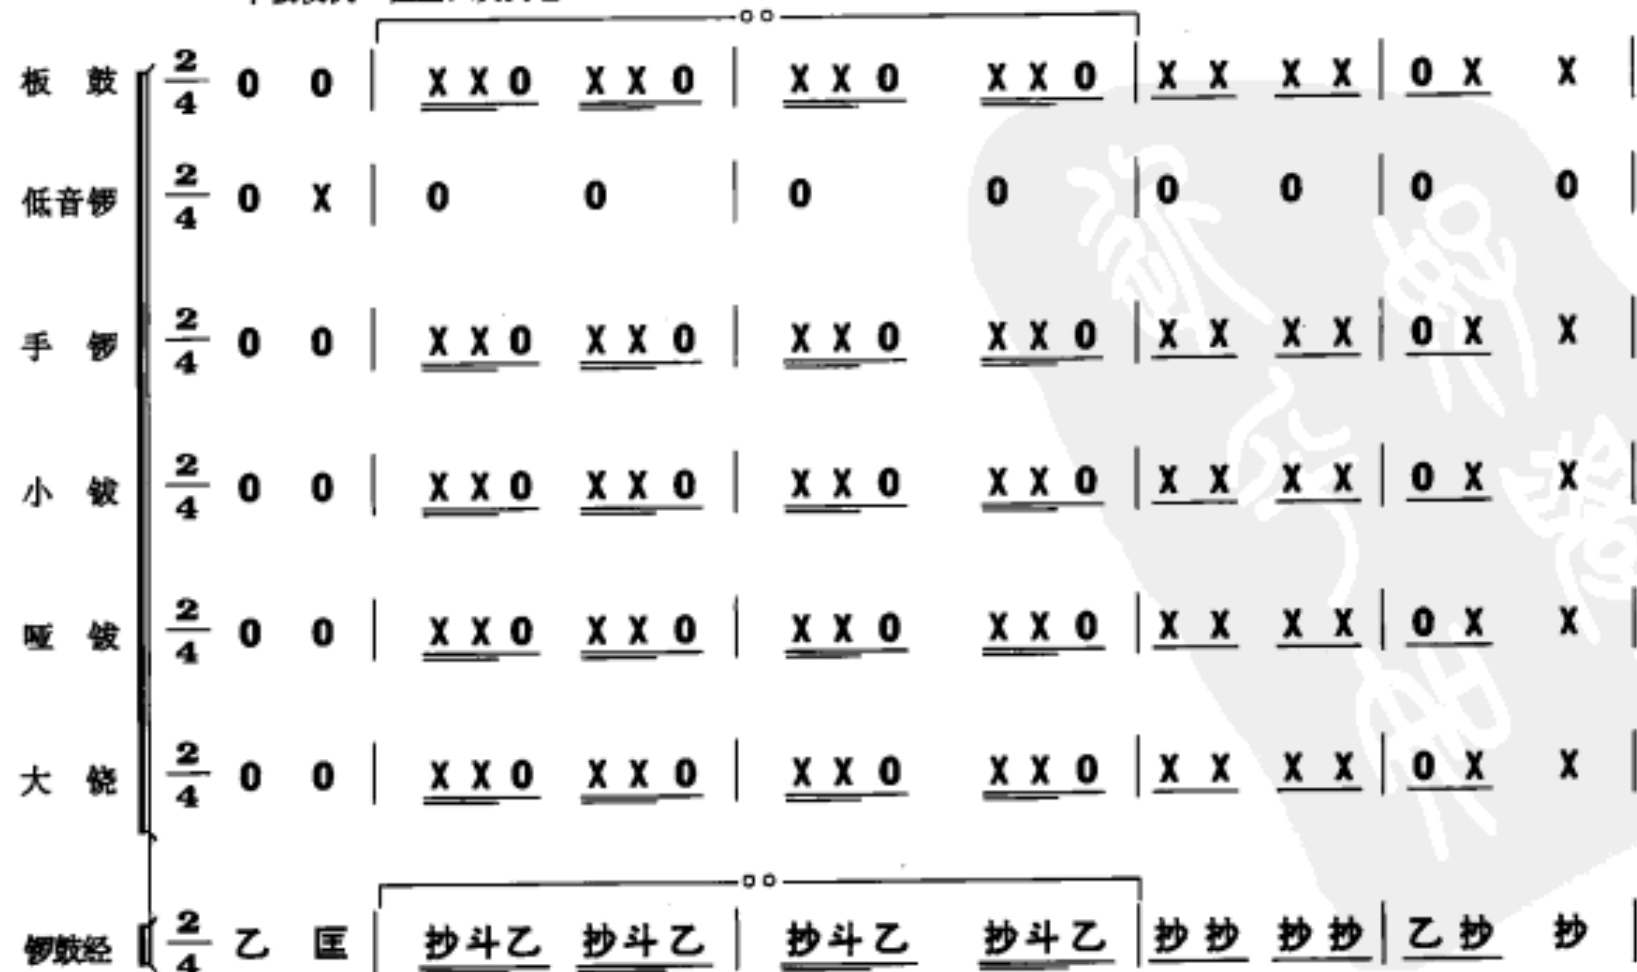 板 鼓 2/4 0 0 | X X 0 X X 0 | X X 0 X X 0 | X X X X | 0 X X |
低音锣 2/4 0 X | 0 0 | 0 0 | 0 0 | 0 0 |
手 锣 2/4 0 0 | X X 0 X X 0 | X X 0 X X 0 | X X X X | 0 X X |
小 钹 2/4 0 0 | X X 0 X X 0 | X X 0 X X 0 | X X X X | 0 X X |
哑 钹 2/4 0 0 | X X 0 X X 0 | X X 0 X X 0 | X X X X | 0 X X |
大 铙 2/4 0 0 | X X 0 X X 0 | X X 0 X X 0 | X X X X | 0 X X |
锣鼓经 2/4 乙 匡 | 抄斗乙 抄斗乙 | 抄斗乙 抄斗乙 | 抄抄 抄抄 | 乙抄 抄 |